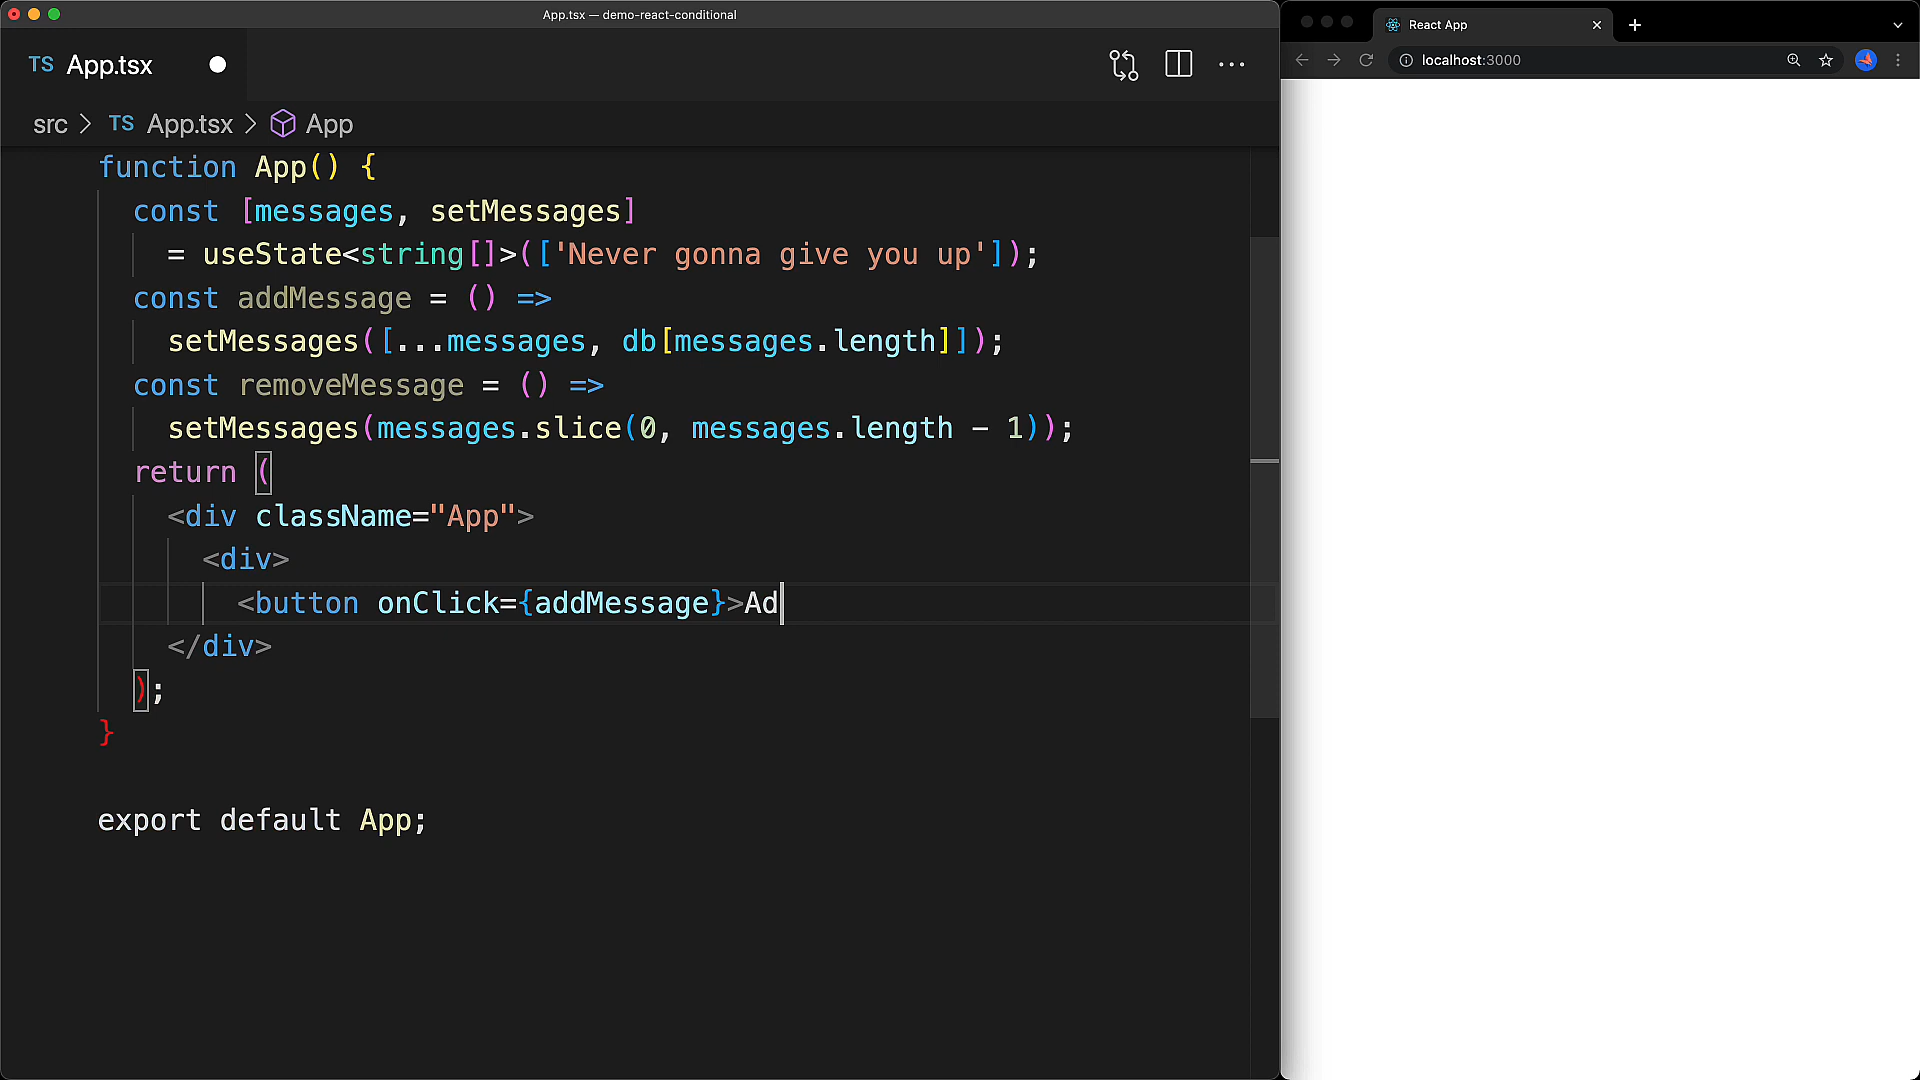 App.tsx — demo-react-conditional
TS App.tsx
src > TS App.tsx > App
function App() {
const [messages, setMessages]
= useState<string[]>(['Never gonna give you up']);
const addMessage = () =>
setMessages([...messages, db[messages.length]]);
const removeMessage = () =>
setMessages(messages.slice(0, messages.length - 1));
return (
<div className="App">
<div>
<button onClick={addMessage}>Ad
</div>
);
}
export default App;
React App
localhost:3000